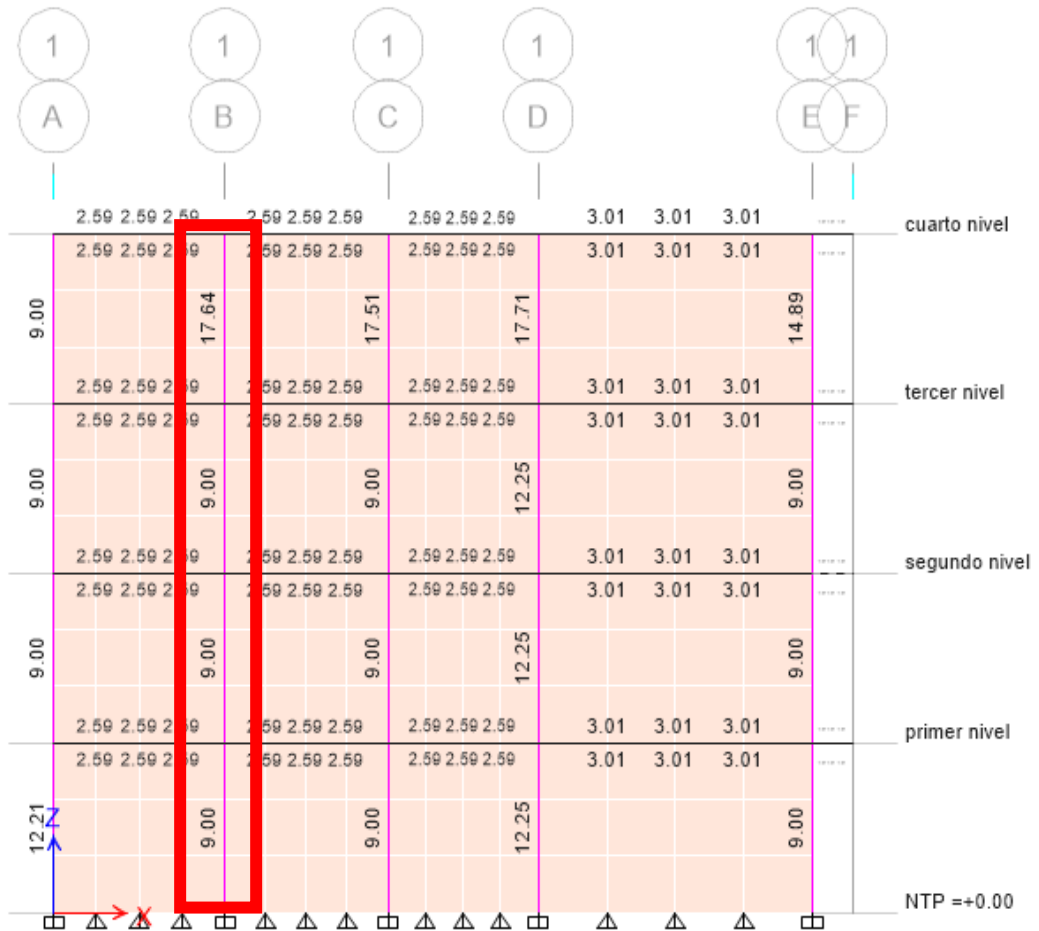 1 1 1 1 1 1
A B C D E F
2.59 2.59 2.59 2.59 2.59 2.59 2.59 2.59 2.59 3.01 3.01 3.01
cuarto nivel
2.59 2.59 2.59 2.59 2.59 2.59 2.59 2.59 2.59 3.01 3.01 3.01
9.00 17.64 17.51 17.71 14.89
2.59 2.59 2.59 2.59 2.59 2.59 2.59 2.59 2.59 3.01 3.01 3.01
tercer nivel
2.59 2.59 2.59 2.59 2.59 2.59 2.59 2.59 2.59 3.01 3.01 3.01
9.00 9.00 9.00 12.25 9.00
2.59 2.59 2.59 2.59 2.59 2.59 2.59 2.59 2.59 3.01 3.01 3.01
segundo nivel
2.59 2.59 2.59 2.59 2.59 2.59 2.59 2.59 2.59 3.01 3.01 3.01
9.00 9.00 9.00 12.25 9.00
2.59 2.59 2.59 2.59 2.59 2.59 2.59 2.59 2.59 3.01 3.01 3.01
primer nivel
2.59 2.59 2.59 2.59 2.59 2.59 2.59 2.59 2.59 3.01 3.01 3.01
12.21 9.00 9.00 12.25 9.00
Z
X
NTP =+0.00